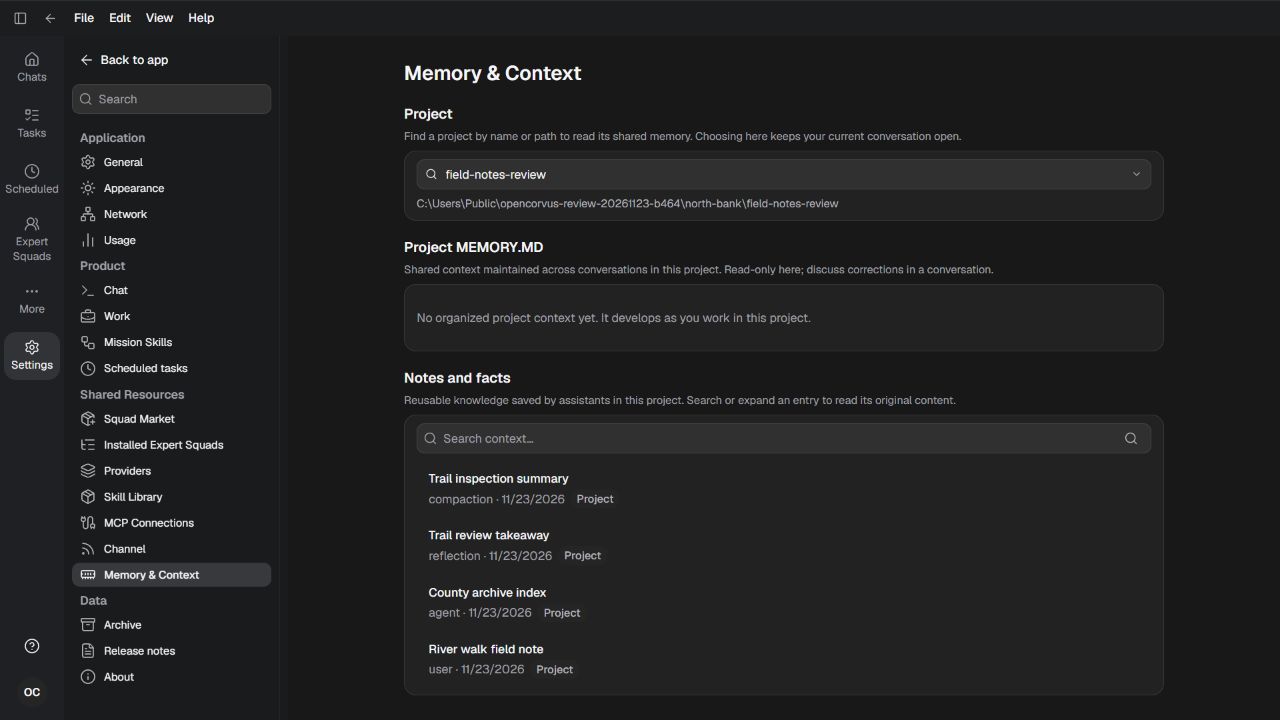 File Edit View Help
Chats
Tasks
Scheduled
Expert
Squads
More
Settings
OC
Back to app
Search
Application
General
Appearance
Network
Usage
Product
Chat
Work
Mission Skills
Scheduled tasks
Shared Resources
Squad Market
Installed Expert Squads
Providers
Skill Library
MCP Connections
Channel
Memory & Context
Data
Archive
Release notes
About
Memory & Context
Project
Find a project by name or path to read its shared memory. Choosing here keeps your current conversation open.
field-notes-review
C:\Users\Public\opencorvus-review-20261123-b464\north-bank\field-notes-review
Project MEMORY.MD
Shared context maintained across conversations in this project. Read-only here; discuss corrections in a conversation.
No organized project context yet. It develops as you work in this project.
Notes and facts
Reusable knowledge saved by assistants in this project. Search or expand an entry to read its original content.
Search context...
Trail inspection summary
compaction · 11/23/2026 Project
Trail review takeaway
reflection · 11/23/2026 Project
County archive index
agent · 11/23/2026 Project
River walk field note
user · 11/23/2026 Project